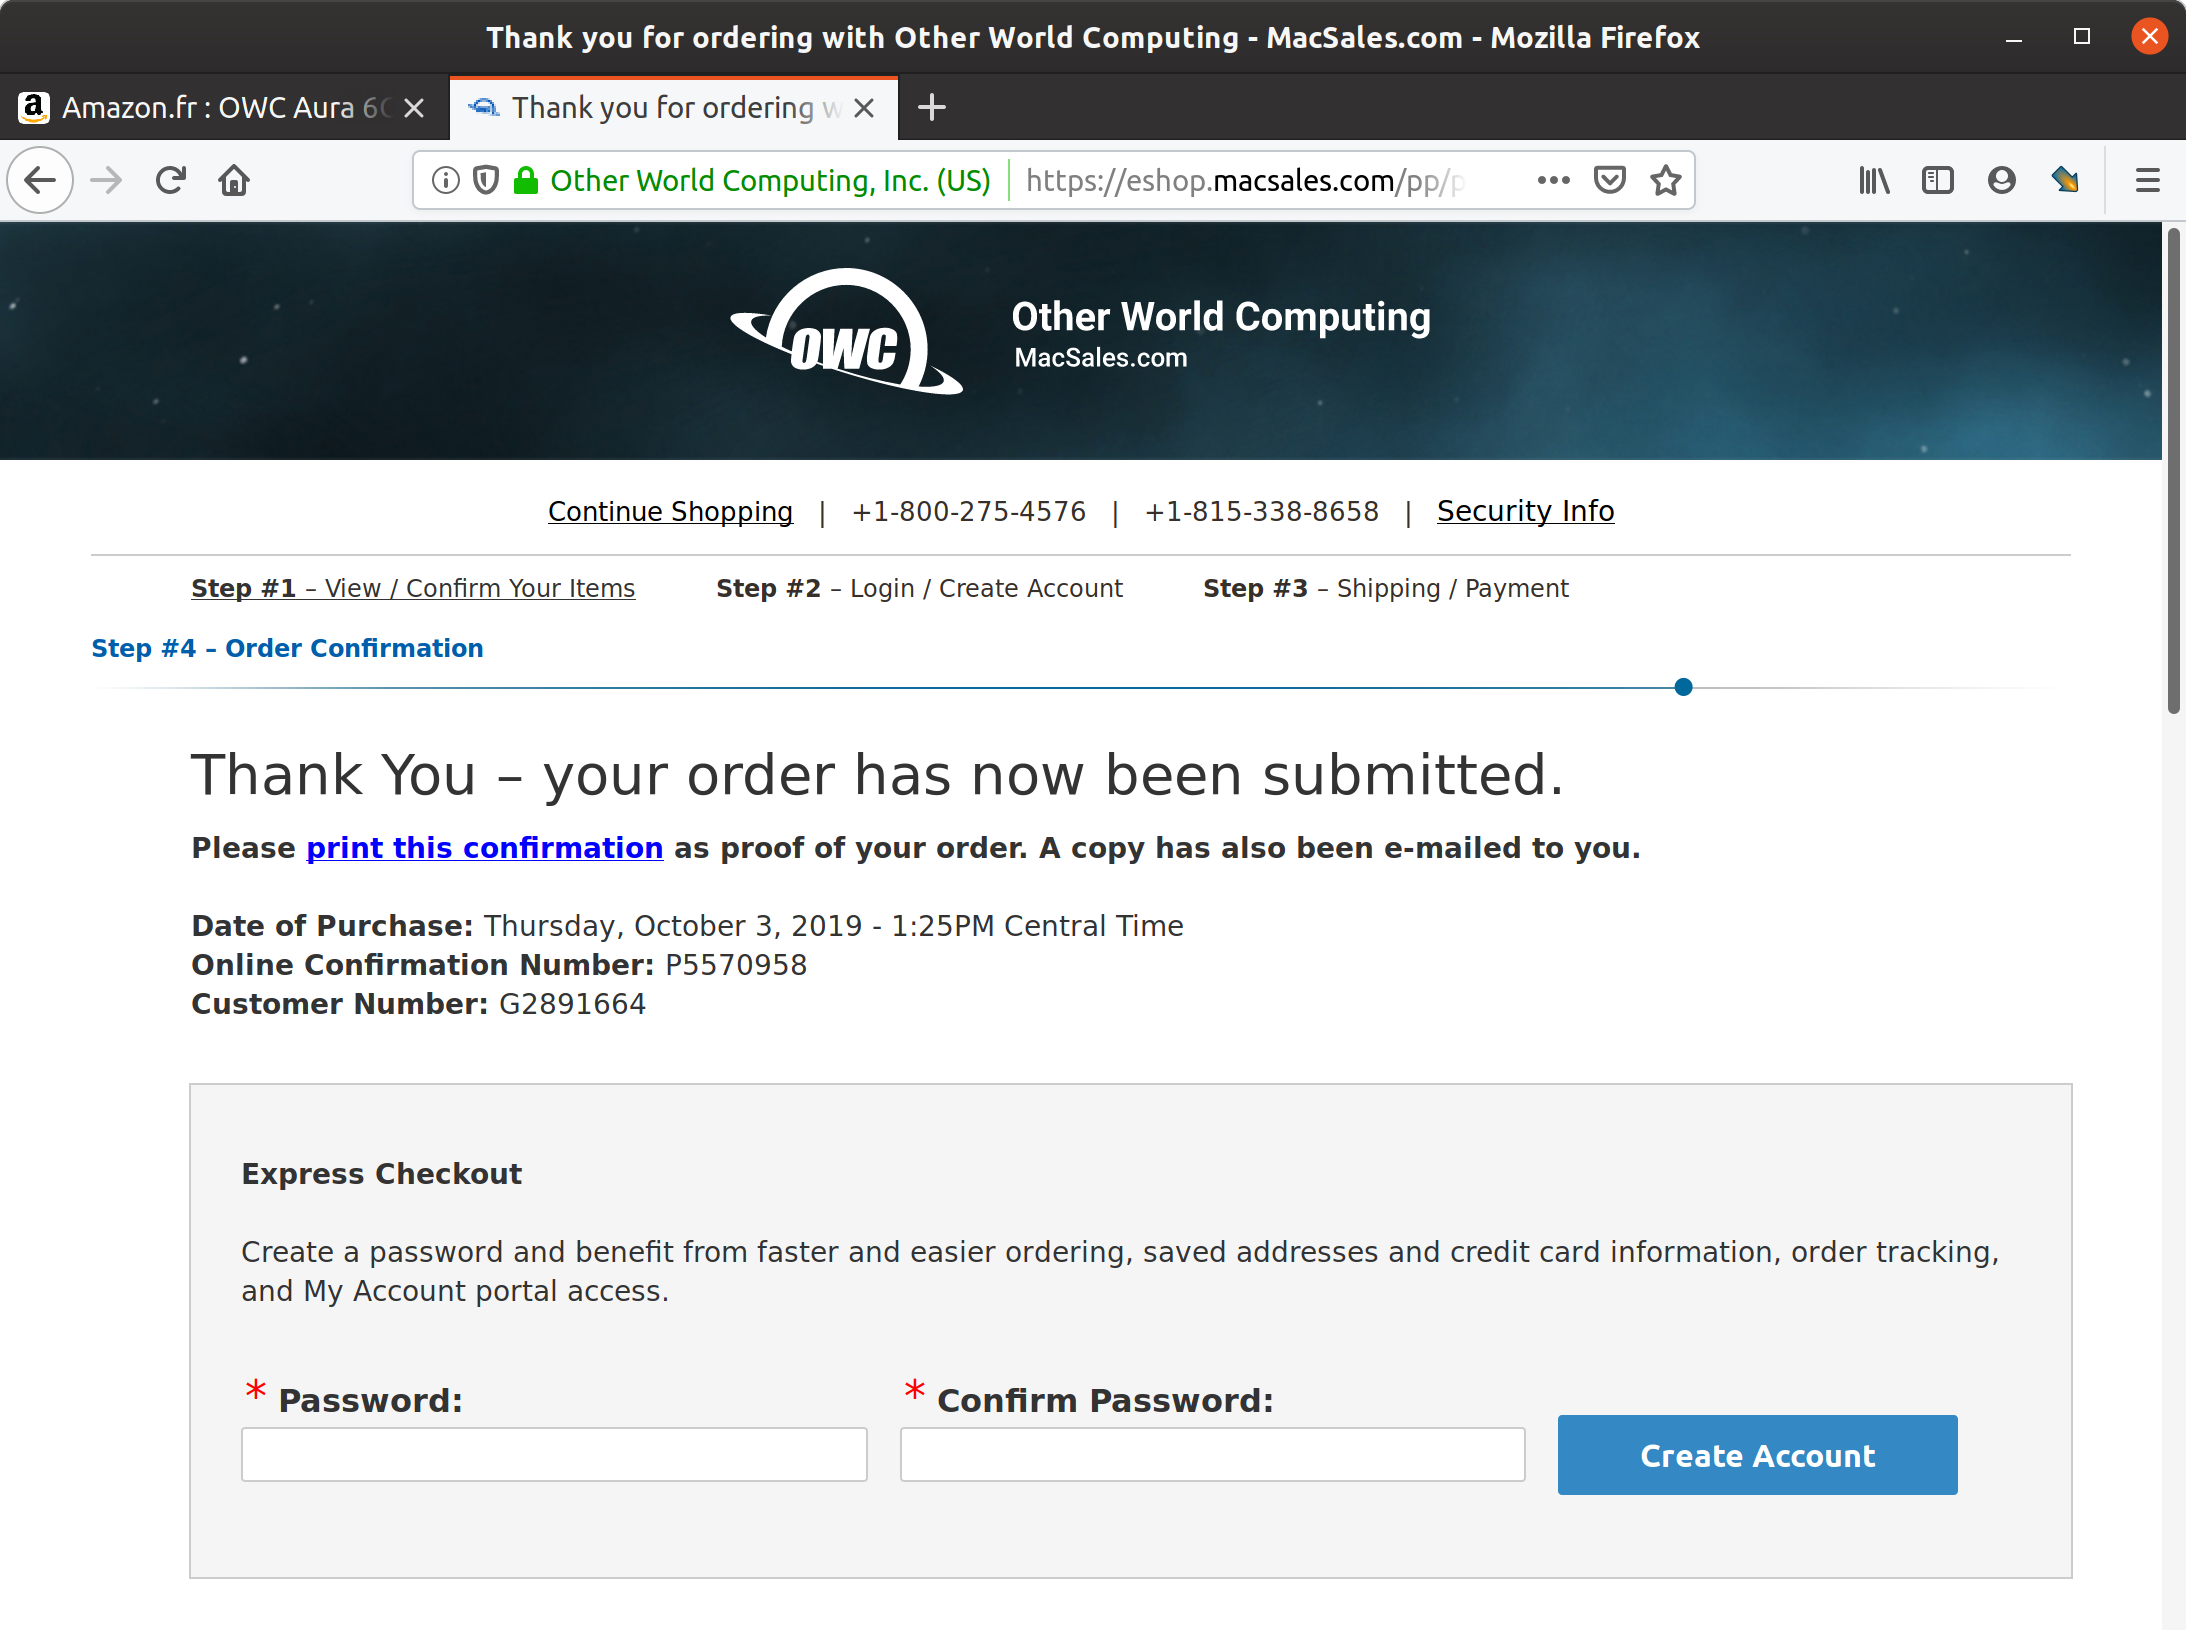 Thank you for ordering with Other World Computing - MacSales.com - Mozilla Firefox
Amazon.fr : OWC Aura 6
Thank you for ordering w
Other World Computing, Inc. (US) https://eshop.macsales.com/pp/p
OWC
Other World Computing
MacSales.com
Continue Shopping | +1-800-275-4576 | +1-815-338-8658 | Security Info
Step #1 – View / Confirm Your Items Step #2 – Login / Create Account Step #3 – Shipping / Payment
Step #4 – Order Confirmation
Thank You – your order has now been submitted.
Please print this confirmation as proof of your order. A copy has also been e-mailed to you.
Date of Purchase: Thursday, October 3, 2019 - 1:25PM Central Time
Online Confirmation Number: P5570958
Customer Number: G2891664
Express Checkout
Create a password and benefit from faster and easier ordering, saved addresses and credit card information, order tracking,
and My Account portal access.
* Password: * Confirm Password:
Create Account